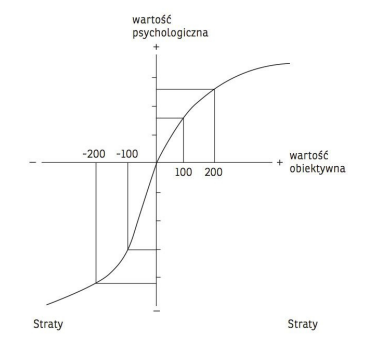 wartość
psychologiczna
+
-200 -100
− + wartość
obiektywna
100 200
−
Straty Straty